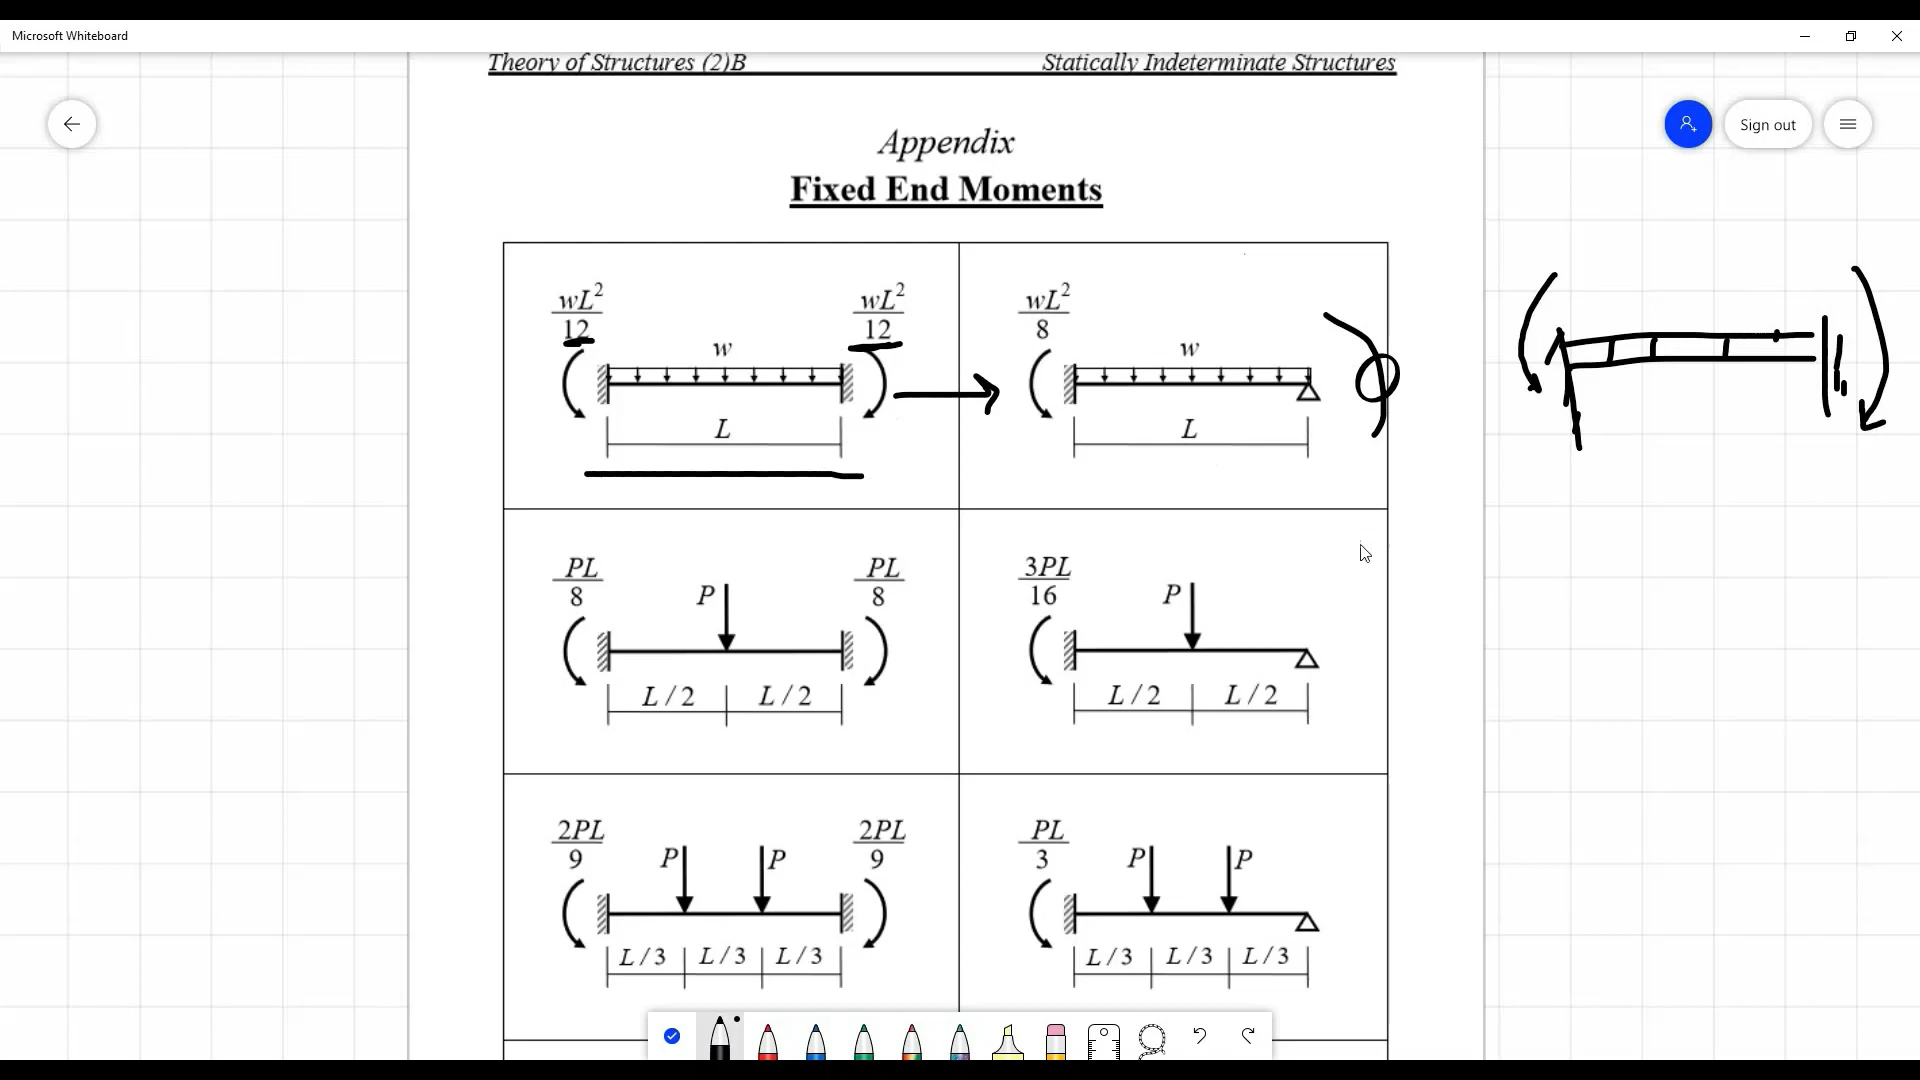 Microsoft Whiteboard
Theory of Structures (2)B Statically Indeterminate Structures
Sign out
Appendix
Fixed End Moments
wL²/12 wL²/12
w
L
wL²/8
w
L
PL/8 PL/8
P
L / 2 L / 2
3PL/16
P
L / 2 L / 2
2PL/9 2PL/9
P P
L / 3 L / 3 L / 3
PL/3
P P
L / 3 L / 3 L / 3